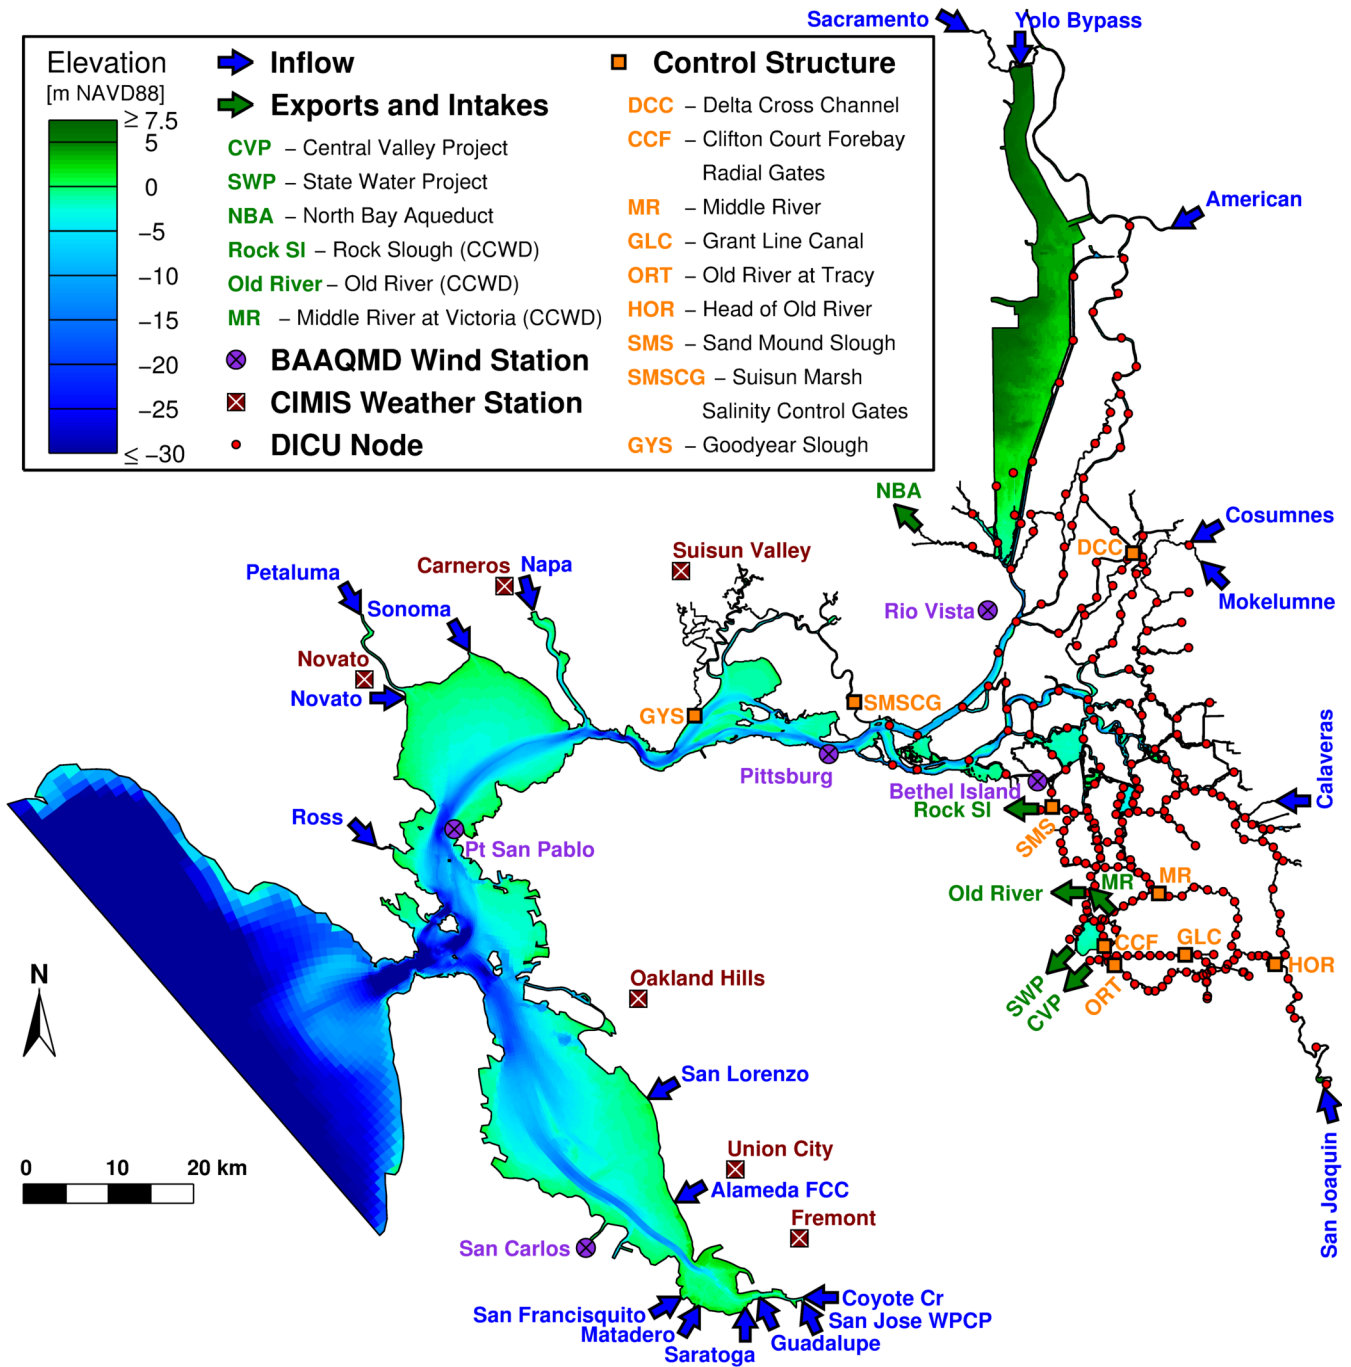 Sacramento
Yolo Bypass
Elevation
[m NAVD88]
≥ 7.5
5
0
−5
−10
−15
−20
−25
≤ −30
Inflow
Exports and Intakes
CVP – Central Valley Project
SWP – State Water Project
NBA – North Bay Aqueduct
Rock Sl – Rock Slough (CCWD)
Old River – Old River (CCWD)
MR – Middle River at Victoria (CCWD)
BAAQMD Wind Station
CIMIS Weather Station
DICU Node
Control Structure
DCC – Delta Cross Channel
CCF – Clifton Court Forebay
Radial Gates
MR – Middle River
GLC – Grant Line Canal
ORT – Old River at Tracy
HOR – Head of Old River
SMS – Sand Mound Slough
SMSCG – Suisun Marsh
Salinity Control Gates
GYS – Goodyear Slough
American
NBA
Cosumnes
DCC
Mokelumne
Suisun Valley
Carneros
Napa
Petaluma
Sonoma
Rio Vista
Novato
Novato
GYS
SMSCG
Pittsburg
Bethel Island
Rock Sl
SMS
Calaveras
Ross
Pt San Pablo
Old River
MR
MR
CCF
GLC
HOR
SWP
CVP
ORT
N
Oakland Hills
San Lorenzo
Union City
Alameda FCC
Fremont
San Joaquin
0 10 20 km
San Carlos
Coyote Cr
San Jose WPCP
Guadalupe
San Francisquito
Matadero
Saratoga